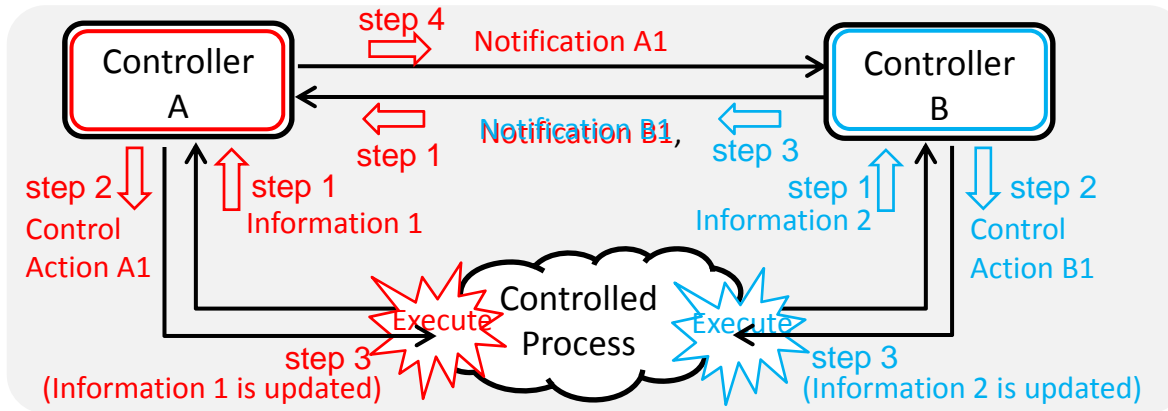 step 4
Notification A1
Controller
A
Controller
B
Notification B1,
Notification B1
step 1
step 3
step 2
step 1
step 1
step 2
Control
Action A1
Information 1
Information 2
Control
Action B1
Execute
Controlled
Process
Execute
step 3
(Information 1 is updated)
step 3
(Information 2 is updated)